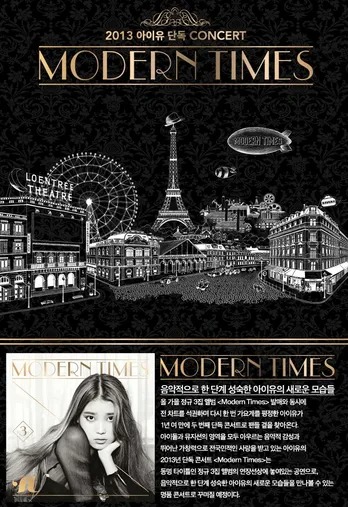 2013 아이유 단독 CONCERT
MODERN TIMES
MODERN TIMES
LOENTREE
THEATRE
MODERN TIMES
3
MODERN TIMES
음악적으로 한 단계 성숙한 아이유의 새로운 모습들
올 가을 정규 3집 앨범 <Modern Times> 발매와 동시에
전 차트를 석권하며 다시 한 번 가요계를 평정한 아이유가
1년 여 만에 두 번째 단독 콘서트로 팬들 곁을 찾아온다.
아이돌과 뮤지션의 영역을 모두 아우르는 음악적 감성과
뛰어난 가창력으로 전국민적인 사랑을 받고 있는 아이유의
2013년 단독 콘서트 <Modern Times>는
동명 타이틀인 정규 3집 앨범의 연장선상에 놓여있는 공연으로,
음악적으로 한 단계 성숙한 아이유의 새로운 모습들을 만나볼 수 있는
명품 콘서트로 꾸며질 예정이다.